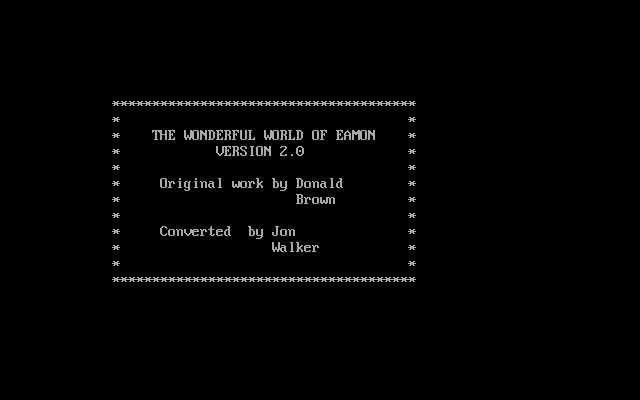 **************************************
*                                    *
*    THE WONDERFUL WORLD OF EAMON    *
*            VERSION 2.0             *
*                                    *
*     Original work by Donald        *
*                      Brown         *
*                                    *
*     Converted  by Jon              *
*                   Walker           *
*                                    *
**************************************